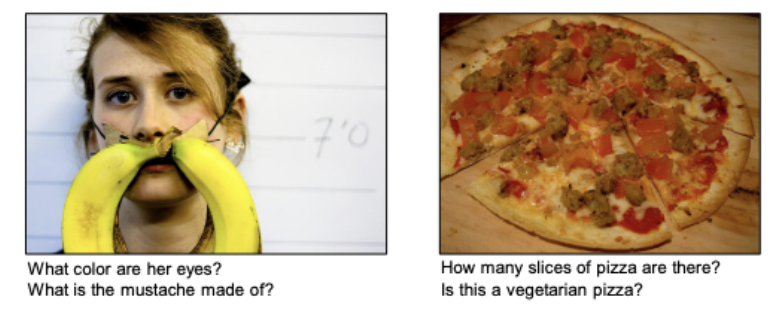 7'0
What color are her eyes?
What is the mustache made of?
How many slices of pizza are there?
Is this a vegetarian pizza?